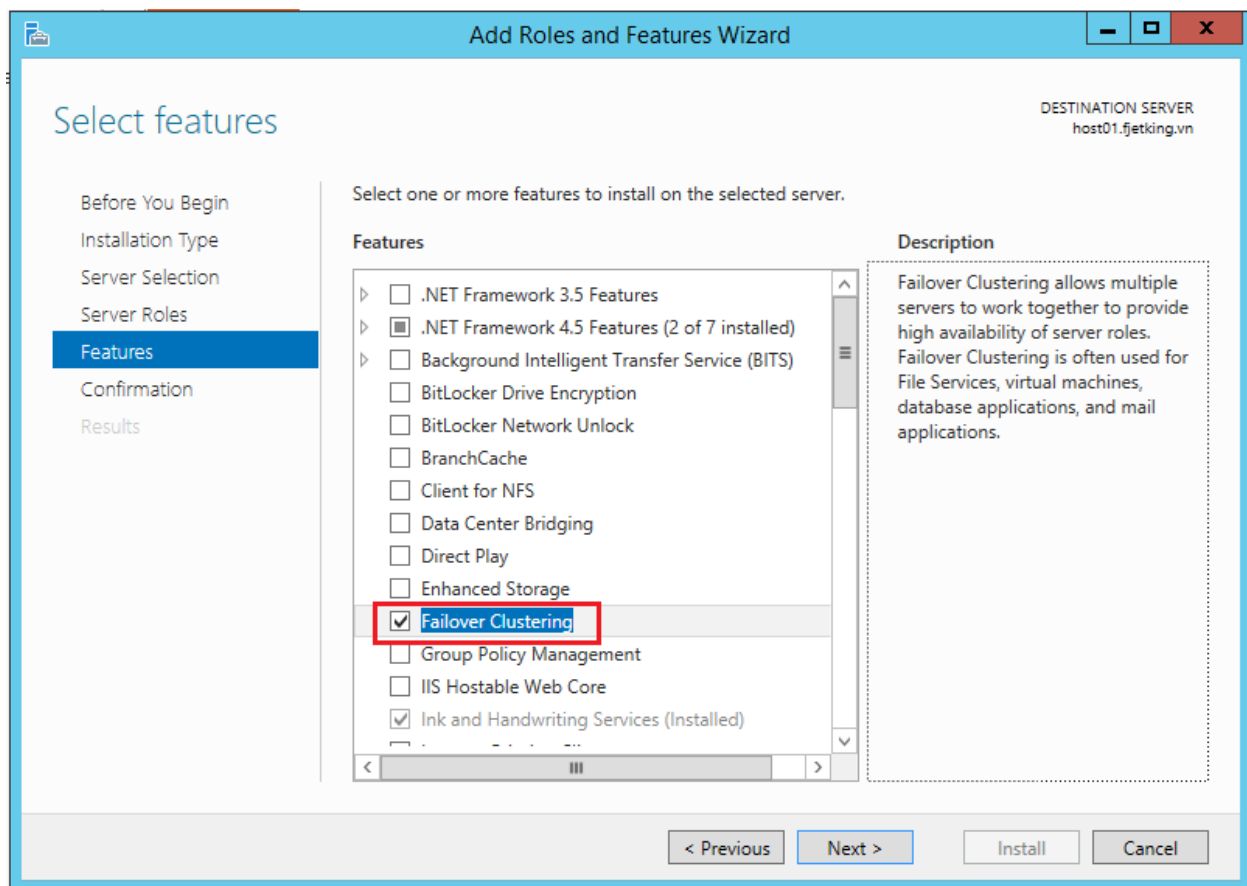 Add Roles and Features Wizard
Select features
DESTINATION SERVER
host01.fjetking.vn
Before You Begin
Installation Type
Server Selection
Server Roles
Features
Confirmation
Results
Select one or more features to install on the selected server.
Features
.NET Framework 3.5 Features
.NET Framework 4.5 Features (2 of 7 installed)
Background Intelligent Transfer Service (BITS)
BitLocker Drive Encryption
BitLocker Network Unlock
BranchCache
Client for NFS
Data Center Bridging
Direct Play
Enhanced Storage
Failover Clustering
Group Policy Management
IIS Hostable Web Core
Ink and Handwriting Services (Installed)
Description
Failover Clustering allows multiple
servers to work together to provide
high availability of server roles.
Failover Clustering is often used for
File Services, virtual machines,
database applications, and mail
applications.
< Previous
Next >
Install
Cancel